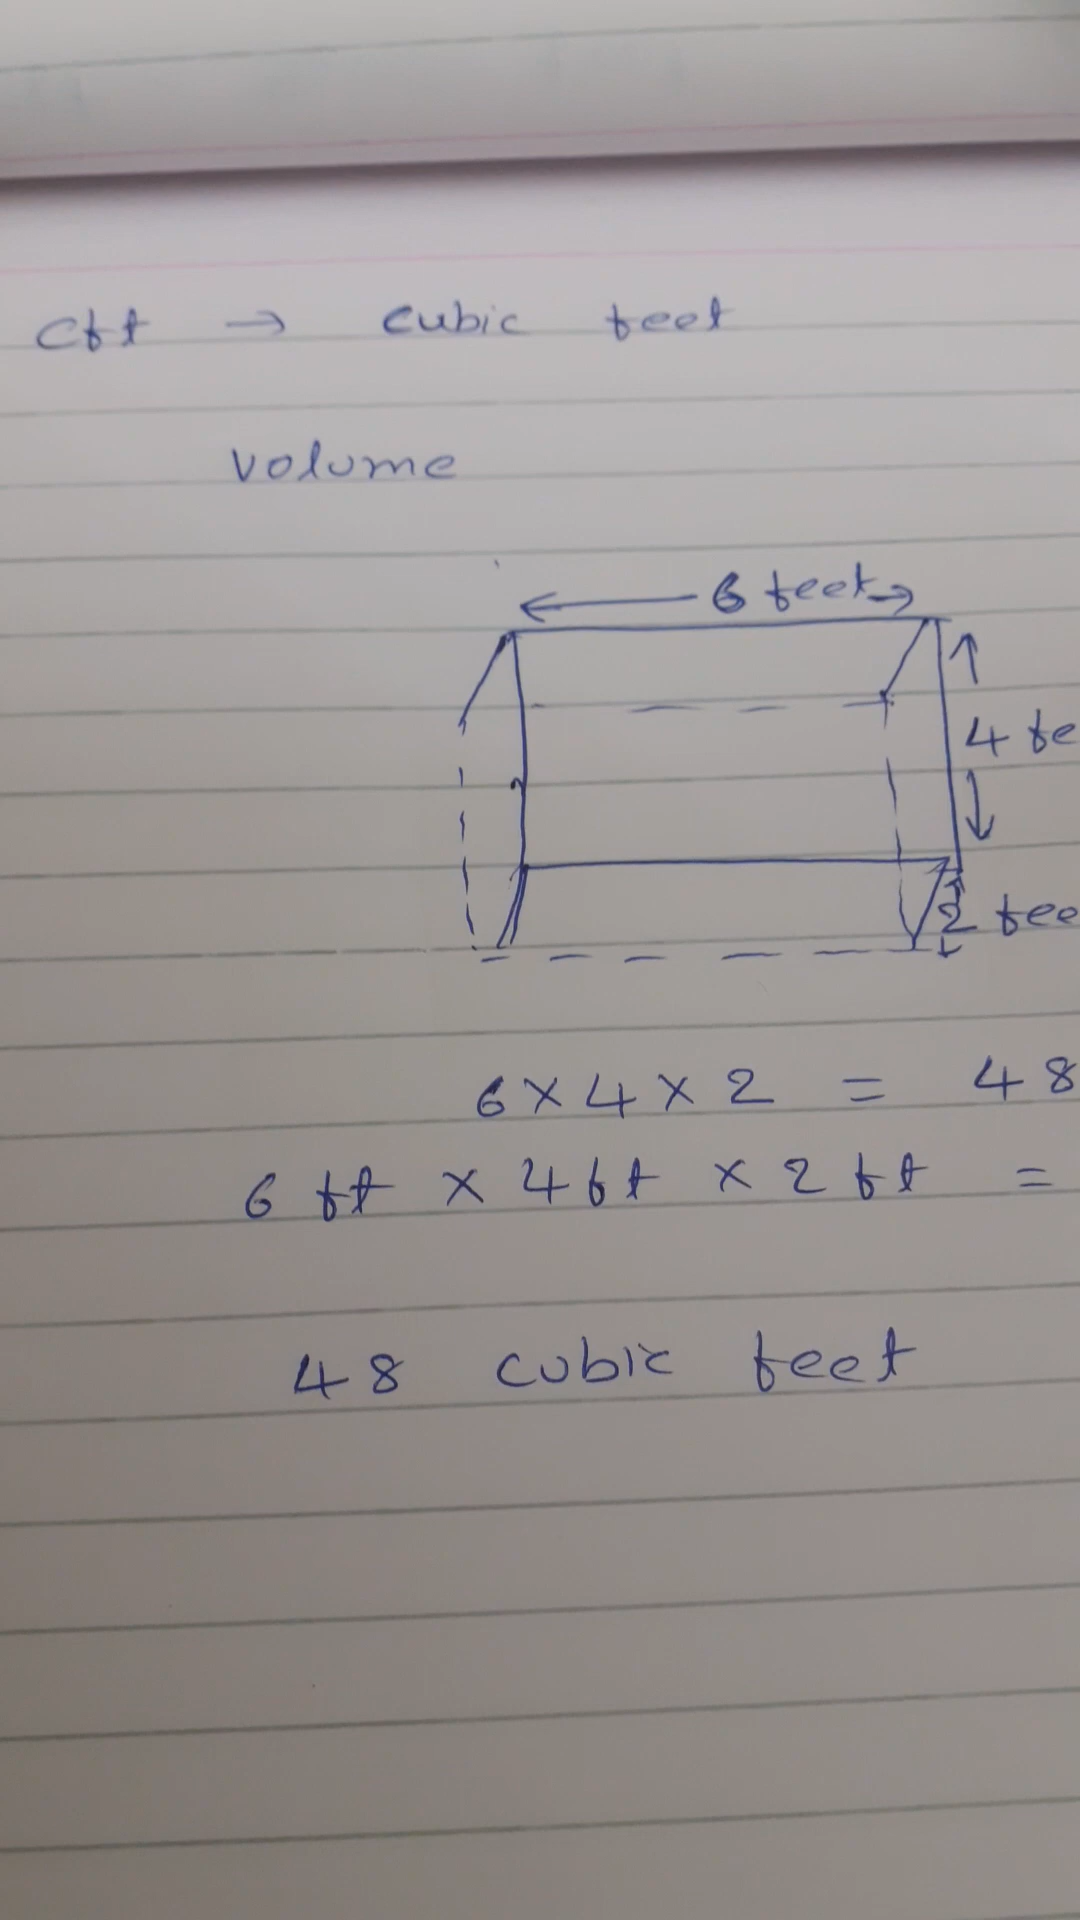 Cft → cubic feet
volume
6 feet
4 fe
2 fee
6 X 4 X 2 = 48
6 ft X 4 ft X 2 ft =
48 cubic feet